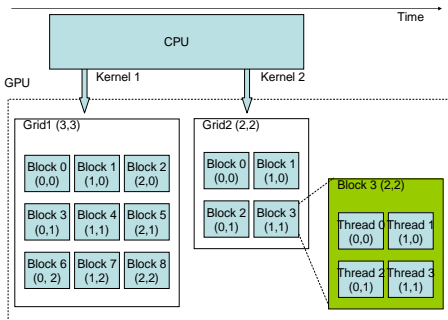 Time
CPU
Kernel 1
Kernel 2
GPU
Grid1 (3,3)
Block 0
(0,0)
Block 1
(1,0)
Block 2
(2,0)
Block 3
(0,1)
Block 4
(1,1)
Block 5
(2,1)
Block 6
(0, 2)
Block 7
(1,2)
Block 8
(2,2)
Grid2 (2,2)
Block 0
(0,0)
Block 1
(1,0)
Block 2
(0,1)
Block 3
(1,1)
Block 3 (2,2)
Thread 0
(0,0)
Thread 1
(1,0)
Thread 2
(0,1)
Thread 3
(1,1)